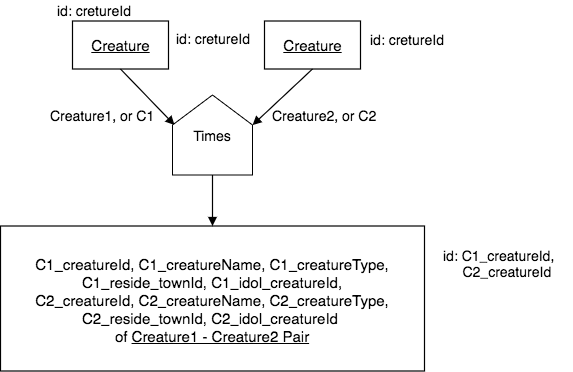 id: cretureId
Creature
id: cretureId
Creature
id: cretureId
Creature1, or C1
Creature2, or C2
Times
C1_creatureId, C1_creatureName, C1_creatureType,
C1_reside_townId, C1_idol_creatureId,
C2_creatureId, C2_creatureName, C2_creatureType,
C2_reside_townId, C2_idol_creatureId
of Creature1 - Creature2 Pair
id: C1_creatureId,
C2_creatureId